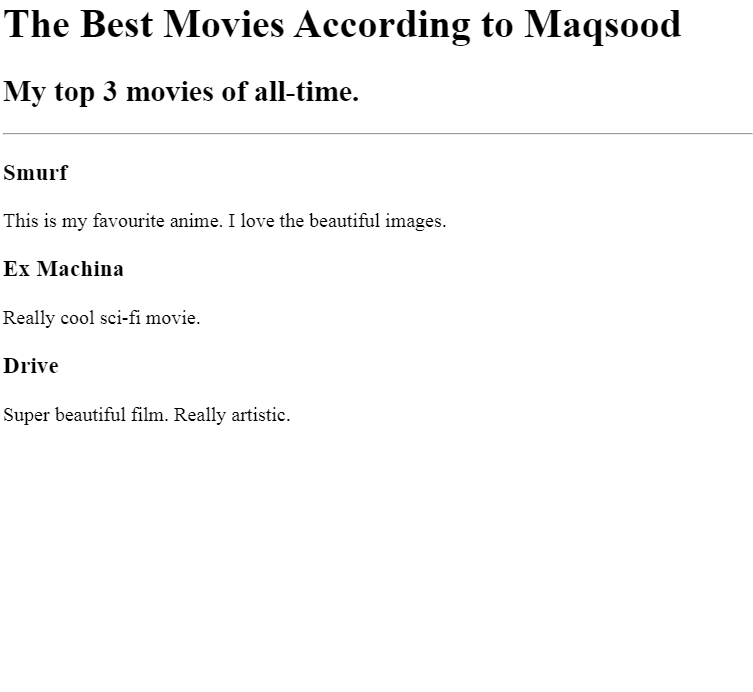 The Best Movies According to Maqsood
My top 3 movies of all-time.
Smurf
This is my favourite anime. I love the beautiful images.
Ex Machina
Really cool sci-fi movie.
Drive
Super beautiful film. Really artistic.